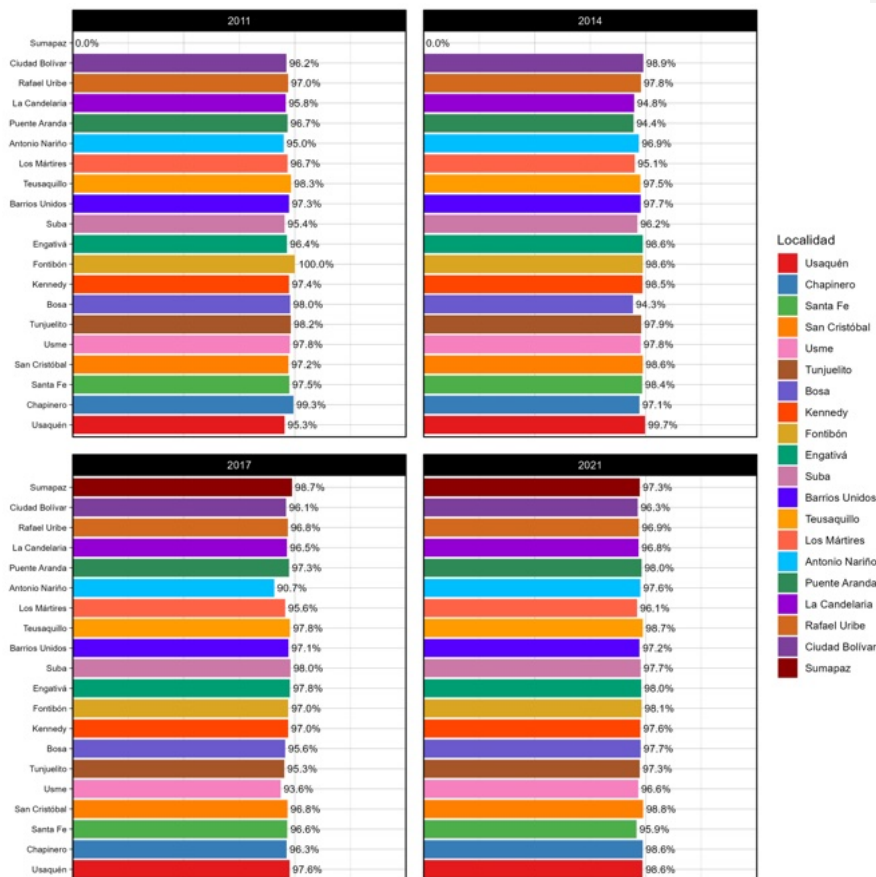 2011
Sumapaz 0.0%
Ciudad Bolívar 96.2%
Rafael Uribe 97.0%
La Candelaria 95.8%
Puente Aranda 96.7%
Antonio Nariño 95.0%
Los Mártires 96.7%
Teusaquillo 98.3%
Barrios Unidos 97.3%
Suba 95.4%
Engativá 96.4%
Fontibón 100.0%
Kennedy 97.4%
Bosa 98.0%
Tunjuelito 98.2%
Usme 97.8%
San Cristóbal 97.2%
Santa Fe 97.5%
Chapinero 99.3%
Usaquén 95.3%
2014
0.0%
98.9%
97.8%
94.8%
94.4%
96.9%
95.1%
97.5%
97.7%
96.2%
98.6%
98.6%
98.5%
94.3%
97.9%
97.8%
98.6%
98.4%
97.1%
99.7%
2017
Sumapaz 98.7%
Ciudad Bolívar 96.1%
Rafael Uribe 96.8%
La Candelaria 96.5%
Puente Aranda 97.3%
Antonio Nariño 90.7%
Los Mártires 95.6%
Teusaquillo 97.8%
Barrios Unidos 97.1%
Suba 98.0%
Engativá 97.8%
Fontibón 97.0%
Kennedy 97.0%
Bosa 95.6%
Tunjuelito 95.3%
Usme 93.6%
San Cristóbal 96.8%
Santa Fe 96.6%
Chapinero 96.3%
Usaquén 97.6%
2021
97.3%
96.3%
96.9%
96.8%
98.0%
97.6%
96.1%
98.7%
97.2%
97.7%
98.0%
98.1%
97.6%
97.7%
97.3%
96.6%
98.8%
95.9%
98.6%
98.6%
Localidad
Usaquén
Chapinero
Santa Fe
San Cristóbal
Usme
Tunjuelito
Bosa
Kennedy
Fontibón
Engativá
Suba
Barrios Unidos
Teusaquillo
Los Mártires
Antonio Nariño
Puente Aranda
La Candelaria
Rafael Uribe
Ciudad Bolívar
Sumapaz